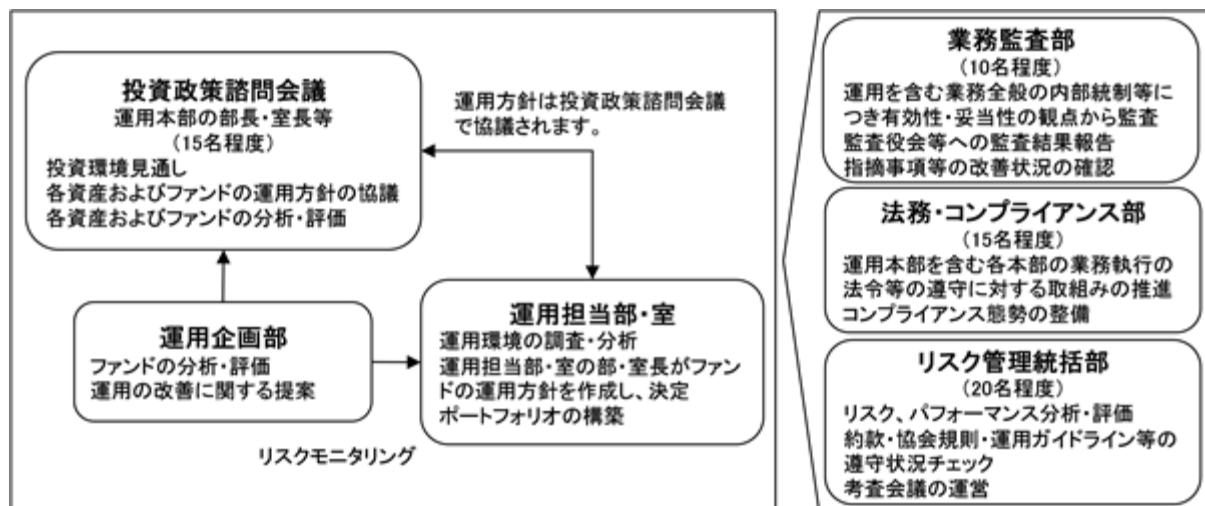 投資政策諮問会議
運用本部の部長・室長等
(15名程度)
投資環境見通し
各資産およびファンドの運用方針の協議
各資産およびファンドの分析・評価
運用方針は投資政策諮問会議
で協議されます。
運用企画部
ファンドの分析・評価
運用の改善に関する提案
運用担当部・室
運用環境の調査・分析
運用担当部・室の部・室長がファン
ドの運用方針を作成し、決定
ポートフォリオの構築
リスクモニタリング
業務監査部
(10名程度)
運用を含む業務全般の内部統制等に
つき有効性・妥当性の観点から監査
監査役会等への監査結果報告
指摘事項等の改善状況の確認
法務・コンプライアンス部
(15名程度)
運用本部を含む各本部の業務執行の
法令等の遵守に対する取組みの推進
コンプライアンス態勢の整備
リスク管理統括部
(20名程度)
リスク、パフォーマンス分析・評価
約款・協会規則・運用ガイドライン等の
遵守状況チェック
考査会議の運営